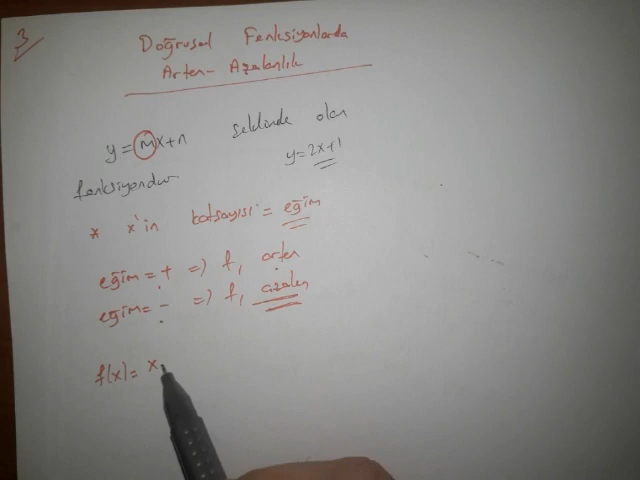 3
Doğrusal Fonksiyonlarda
Artan- Azalanlık
y=mx+n şeklinde olan
y=2x+1
fonksiyondur
* x'in katsayısı = eğim
eğim = + => f, artan
eğim = - => f, azalan
f(x)= x